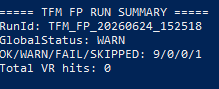 ===== TFM FP RUN SUMMARY =====
RunId: TFM_FP_20260624_152518
GlobalStatus: WARN
OK/WARN/FAIL/SKIPPED: 9/0/0/1
Total VR hits: 0